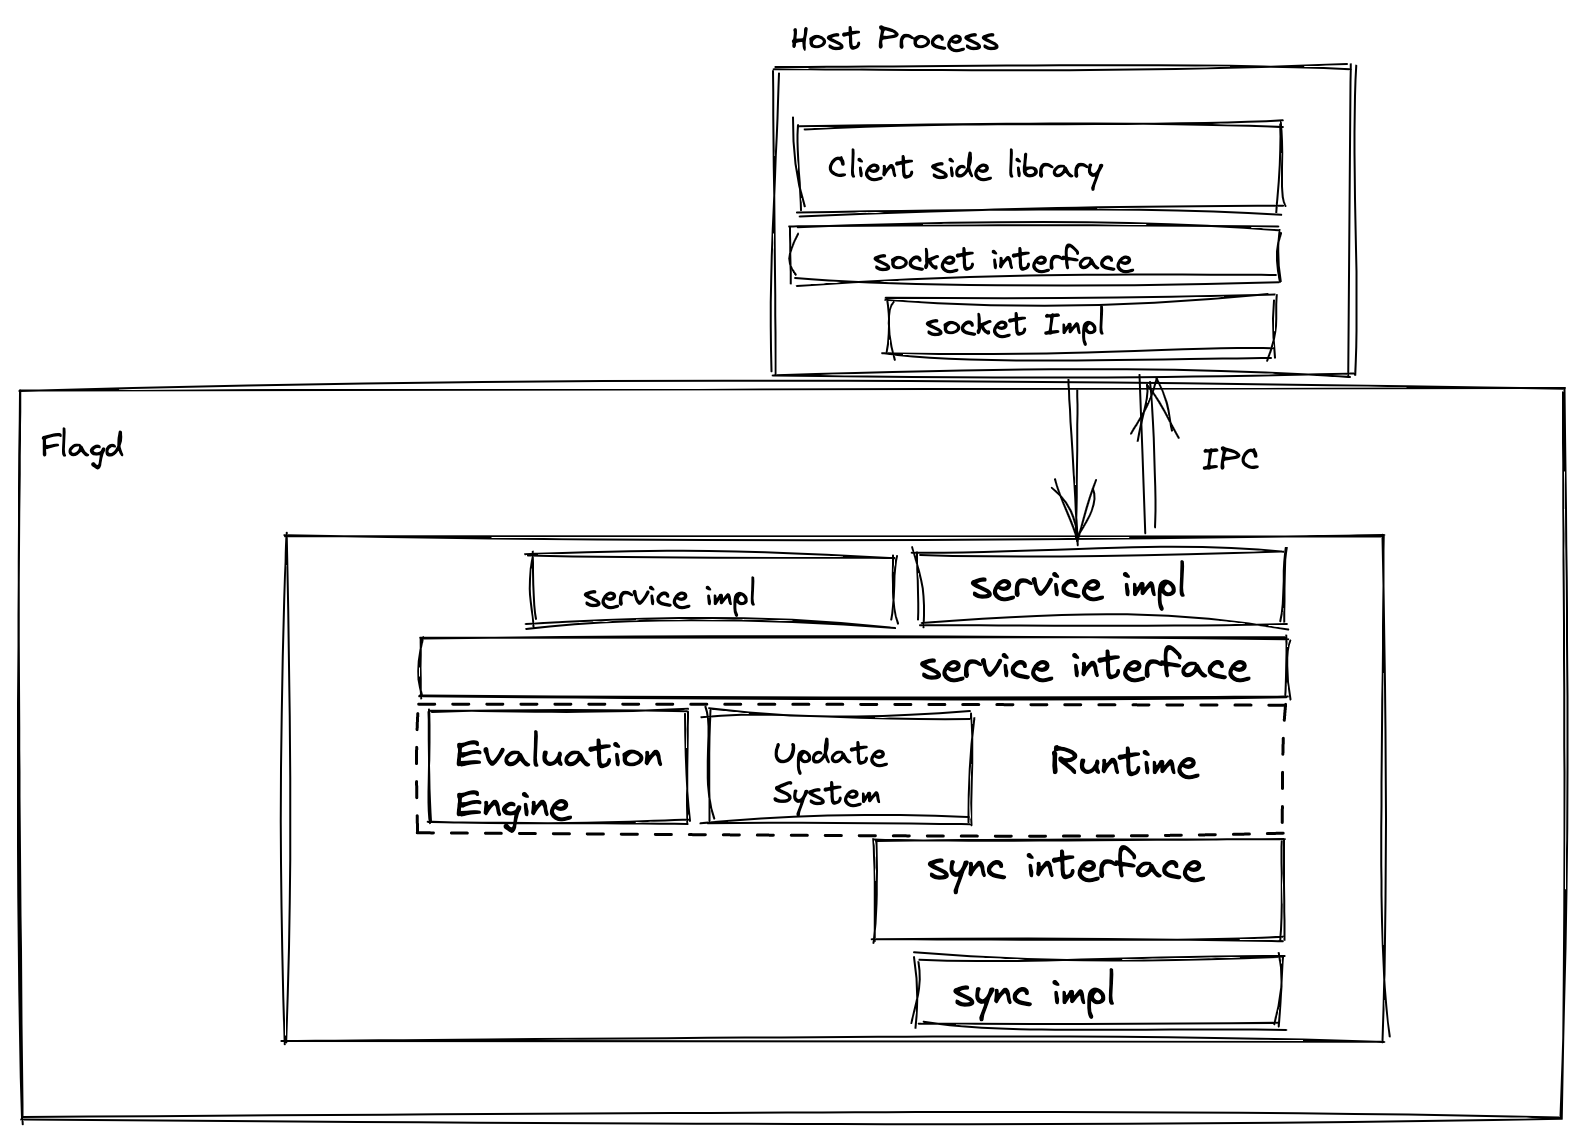 Host Process
Client side library
socket interface
socket Impl
Flagd
IPC
service impl
service impl
service interface
Evaluation
Engine
Update
System
Runtime
sync interface
sync impl